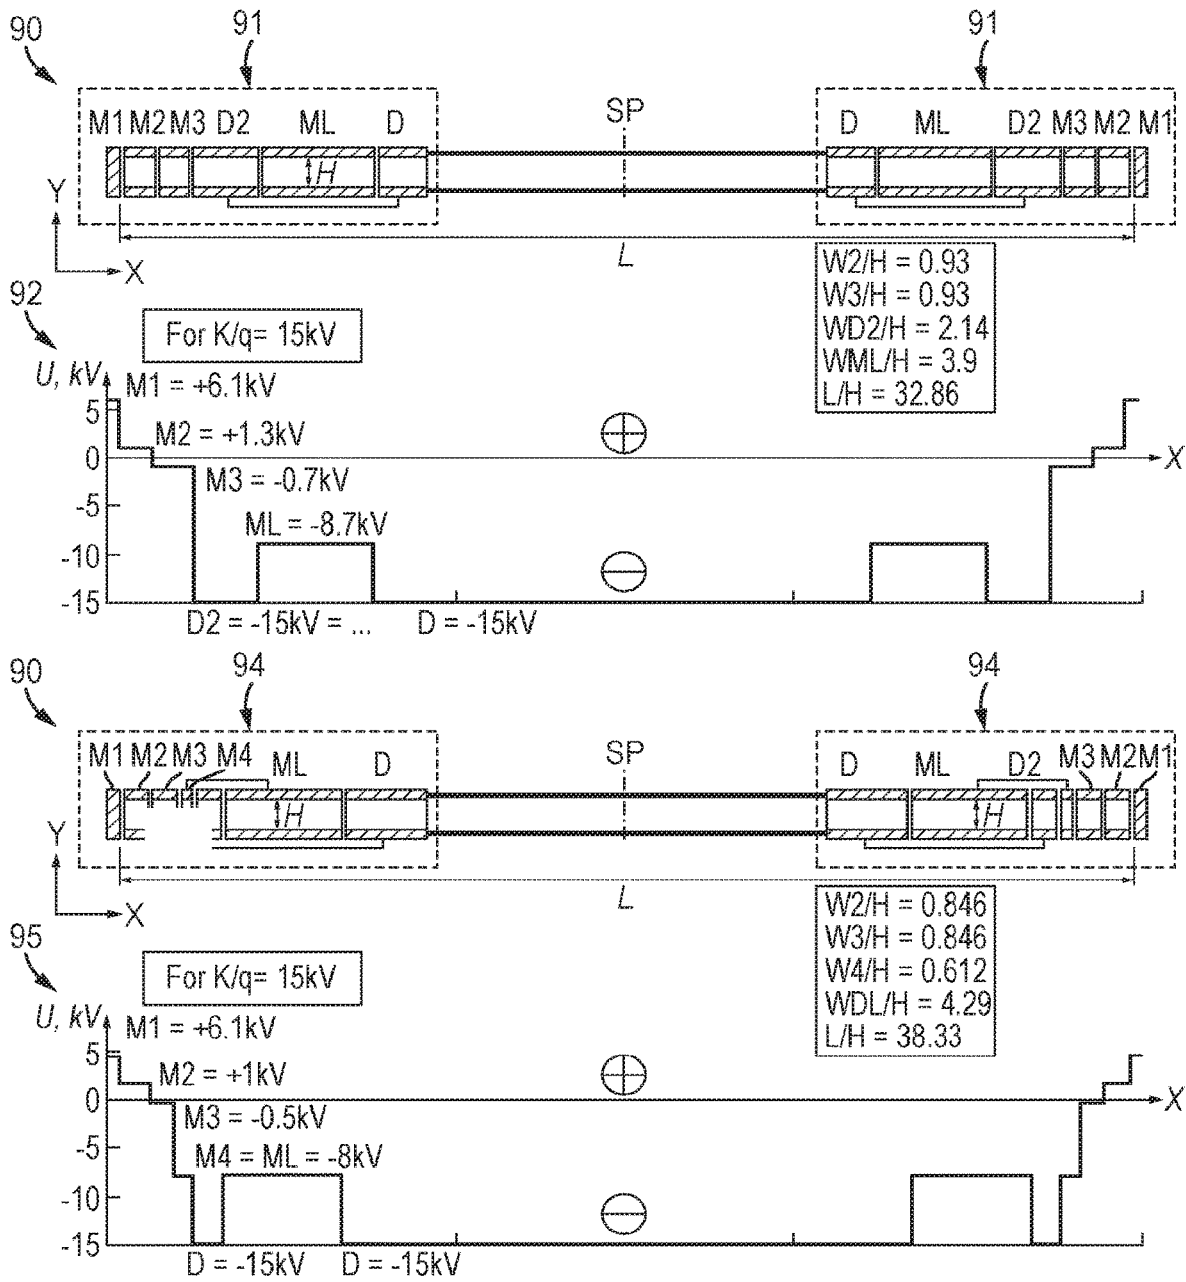 90 91 91
M1 M2 M3 D2 ML D SP D ML D2 M3 M2 M1
H
Y
X
L
92
For K/q= 15kV
W2/H = 0.93
W3/H = 0.93
WD2/H = 2.14
WML/H = 3.9
L/H = 32.86
U, kV
M1 = +6.1kV
5
M2 = +1.3kV
0
X
M3 = -0.7kV
-5
ML = -8.7kV
-10
-15
D2 = -15kV = ... D = -15kV
90 94 94
M1 M2 M3 M4 ML D SP D ML D2 M3 M2 M1
H H
Y
X
L
95
For K/q= 15kV
W2/H = 0.846
W3/H = 0.846
W4/H = 0.612
WDL/H = 4.29
L/H = 38.33
U, kV
M1 = +6.1kV
5
M2 = +1kV
0
X
M3 = -0.5kV
-5
M4 = ML = -8kV
-10
-15
D = -15kV D = -15kV